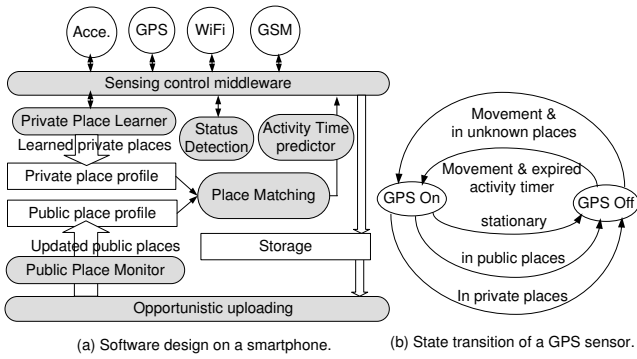 Acce.
GPS
WiFi
GSM
Sensing control middleware
Private Place Learner
Learned private places
Status
Detection
Activity Time
predictor
Private place profile
Place Matching
Public place profile
Updated public places
Storage
Public Place Monitor
Opportunistic uploading
(a) Software design on a smartphone.
Movement &
in unknown places
Movement & expired
activity timer
GPS On
GPS Off
stationary
in public places
In private places
(b) State transition of a GPS sensor.